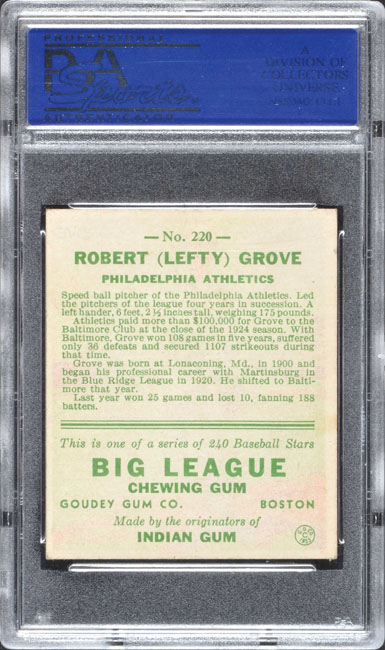 PROFESSIONAL
PSA
A
DIVISION OF
COLLECTORS
UNIVERSE
— No. 220 —
ROBERT (LEFTY) GROVE
PHILADELPHIA ATHLETICS
Speed ball pitcher of the Philadelphia Athletics. Led
the pitchers of the league four years in succession. A
left hander, 6 feet, 2 ½ inches tall, weighing 175 pounds.
Athletics paid more than $100,000 for Grove to the
Baltimore Club at the close of the 1924 season. With
Baltimore, Grove won 108 games in five years, suffered
only 36 defeats and secured 1107 strikeouts during
that time.
Grove was born at Lonaconing, Md., in 1900 and
began his professional career with Martinsburg in
the Blue Ridge League in 1920. He shifted to Balti-
more that year.
Last year won 25 games and lost 10, fanning 188
batters.
This is one of a series of 240 Baseball Stars
BIG LEAGUE
CHEWING GUM
GOUDEY GUM CO. BOSTON
Made by the originators of
INDIAN GUM